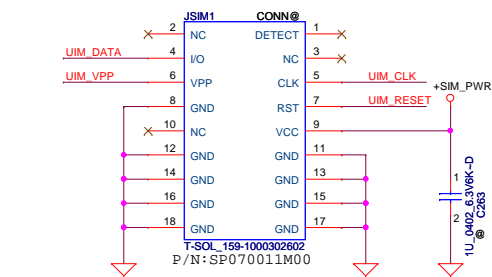 JSIM1 CONN@
2 NC DETECT 1
UIM_DATA 4 I/O NC 3
UIM_VPP 6 VPP CLK 5 UIM_CLK
+SIM_PWR
8 GND RST 7 UIM_RESET
10 NC VCC 9
12 GND GND 11
14 GND GND 13
16 GND GND 15
18 GND GND 17
1
2
1U_0402_6.3V6K~D
@ C263
T-SOL_159-1000302602
P/N:SP070011M00